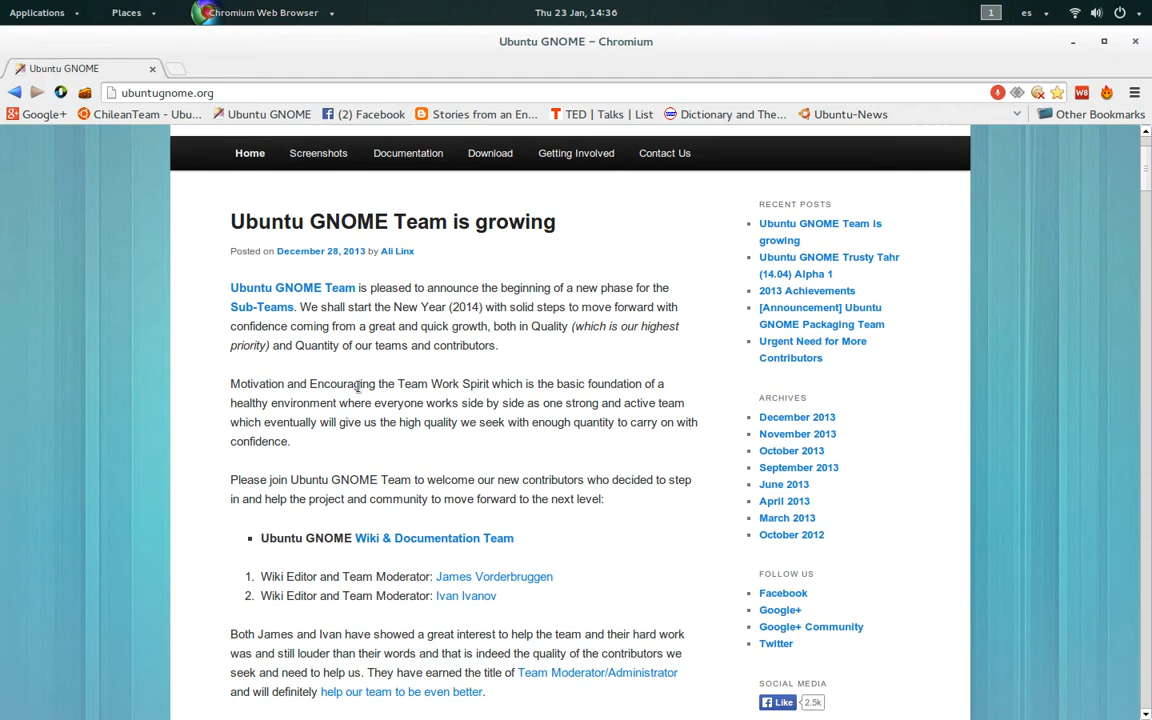 Applications Places Chromium Web Browser Thu 23 Jan, 14:36 1 es
Ubuntu GNOME – Chromium
Ubuntu GNOME
ubuntugnome.org
Google+ ChileanTeam - Ubu... Ubuntu GNOME (2) Facebook Stories from an En... TED | Talks | List Dictionary and The... Ubuntu-News Other Bookmarks
Home Screenshots Documentation Download Getting Involved Contact Us
Ubuntu GNOME Team is growing
Posted on December 28, 2013 by Ali Linx
Ubuntu GNOME Team is pleased to announce the beginning of a new phase for the
Sub-Teams. We shall start the New Year (2014) with solid steps to move forward with
confidence coming from a great and quick growth, both in Quality (which is our highest
priority) and Quantity of our teams and contributors.
Motivation and Encouraging the Team Work Spirit which is the basic foundation of a
healthy environment where everyone works side by side as one strong and active team
which eventually will give us the high quality we seek with enough quantity to carry on with
confidence.
Please join Ubuntu GNOME Team to welcome our new contributors who decided to step
in and help the project and community to move forward to the next level:
Ubuntu GNOME Wiki & Documentation Team
1. Wiki Editor and Team Moderator: James Vorderbruggen
2. Wiki Editor and Team Moderator: Ivan Ivanov
Both James and Ivan have showed a great interest to help the team and their hard work
was and still louder than their words and that is indeed the quality of the contributors we
seek and need to help us. They have earned the title of Team Moderator/Administrator
and will definitely help our team to be even better.
RECENT POSTS
Ubuntu GNOME Team is
growing
Ubuntu GNOME Trusty Tahr
(14.04) Alpha 1
2013 Achievements
[Announcement] Ubuntu
GNOME Packaging Team
Urgent Need for More
Contributors
ARCHIVES
December 2013
November 2013
October 2013
September 2013
June 2013
April 2013
March 2013
October 2012
FOLLOW US
Facebook
Google+
Google+ Community
Twitter
SOCIAL MEDIA
Like 2.5k